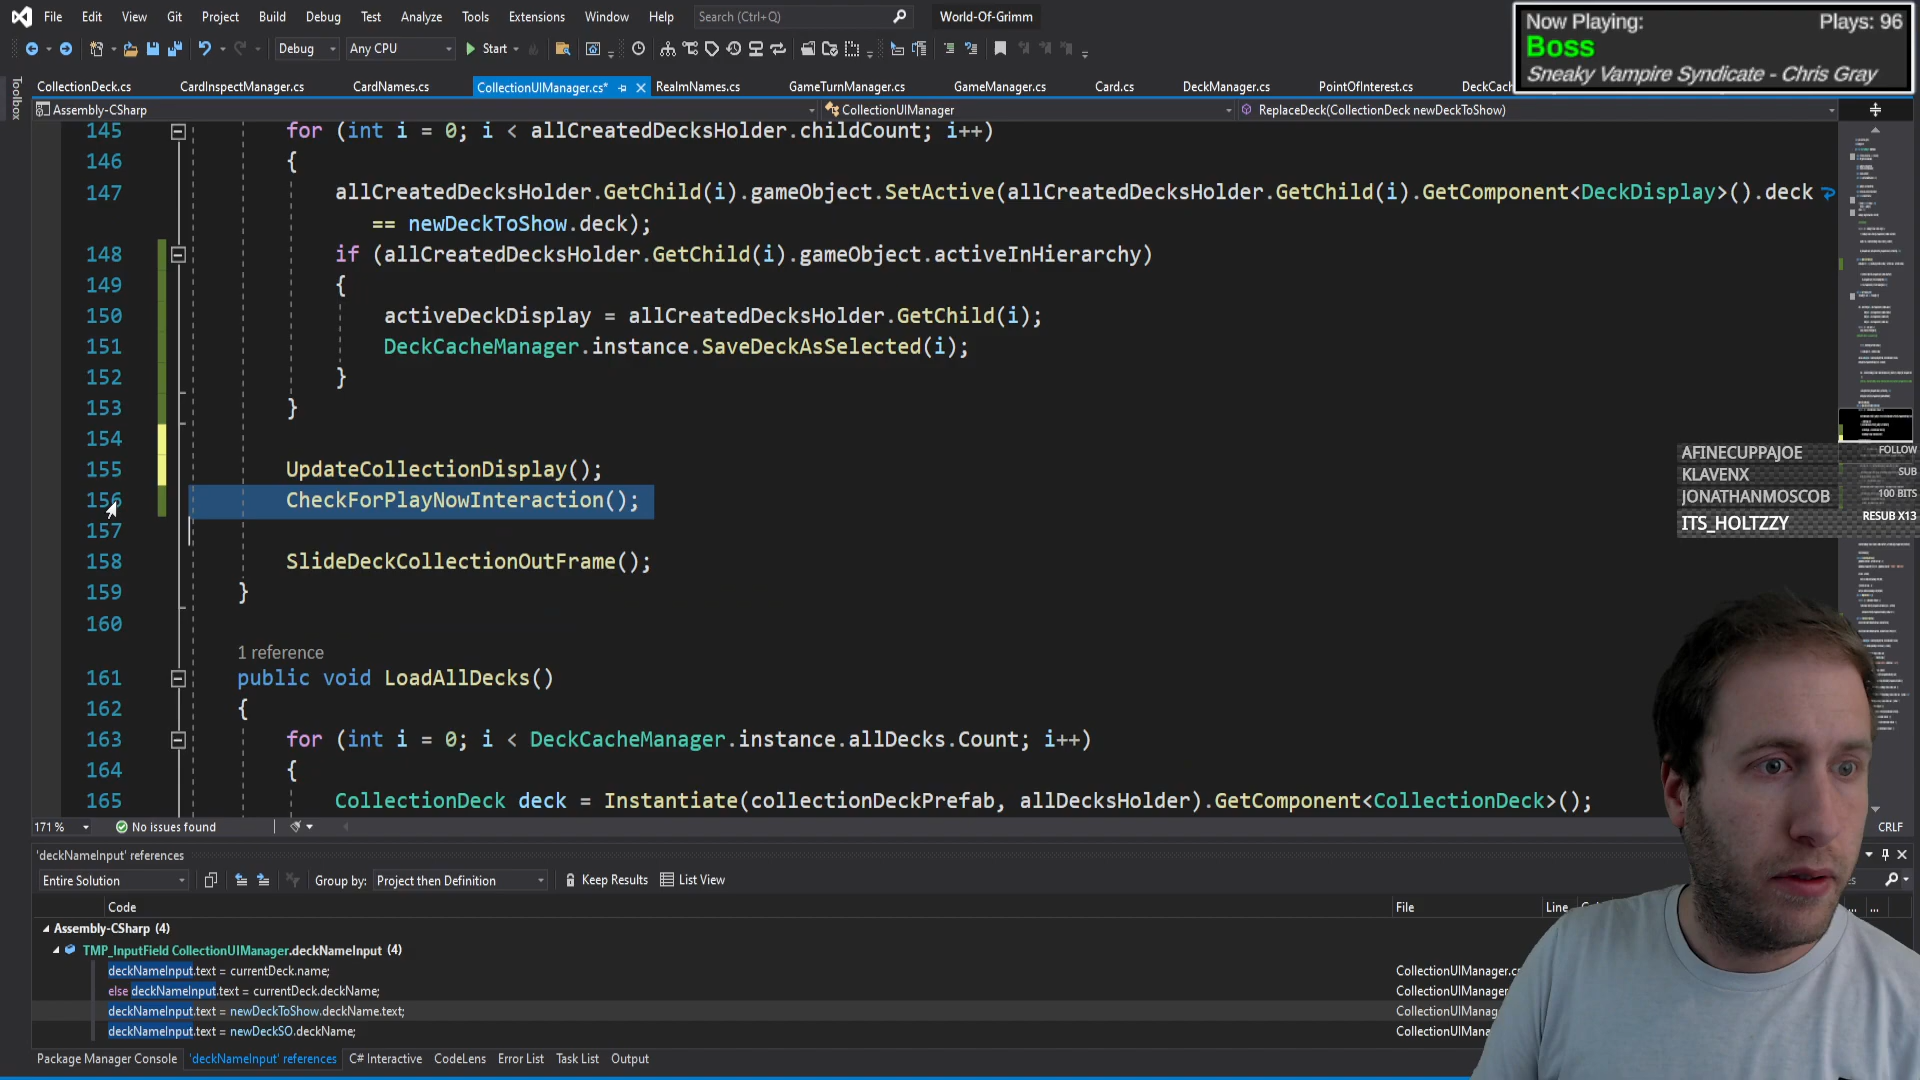 File Edit View Git Project Build Debug Test Analyze Tools Extensions Window Help Search (Ctrl+Q) World-Of-Grimm
Now Playing: Plays: 96
Boss
Sneaky Vampire Syndicate - Chris Gray
Debug Any CPU Start
Toolbox
CollectionDeck.cs CardInspectManager.cs CardNames.cs CollectionUIManager.cs* RealmNames.cs GameTurnManager.cs GameManager.cs Card.cs DeckManager.cs PointOfInterest.cs
Assembly-CSharp CollectionUIManager ReplaceDeck(CollectionDeck newDeckToShow)
145 for (int i = 0; i < allCreatedDecksHolder.childCount; i++)
146 {
147 allCreatedDecksHolder.GetChild(i).gameObject.SetActive(allCreatedDecksHolder.GetChild(i).GetComponent<DeckDisplay>().deck
== newDeckToShow.deck);
148 if (allCreatedDecksHolder.GetChild(i).gameObject.activeInHierarchy)
149 {
150 activeDeckDisplay = allCreatedDecksHolder.GetChild(i);
151 DeckCacheManager.instance.SaveDeckAsSelected(i);
152 }
153 }
154
155 UpdateCollectionDisplay();
156 CheckForPlayNowInteraction();
157
158 SlideDeckCollectionOutFrame();
159 }
160
1 reference
161 public void LoadAllDecks()
162 {
163 for (int i = 0; i < DeckCacheManager.instance.allDecks.Count; i++)
164 {
165 CollectionDeck deck = Instantiate(collectionDeckPrefab, allDecksHolder).GetComponent<CollectionDeck>();
AFINECUPPAJOE FOLLOW
KLAVENX SUB
JONATHANMOSCOB 100 BITS
ITS_HOLTZZY RESUB X13
171 % No issues found CRLF
'deckNameInput' references
Entire Solution Group by: Project then Definition Keep Results List View
Code File Line
Assembly-CSharp (4)
TMP_InputField CollectionUIManager.deckNameInput (4)
deckNameInput.text = currentDeck.name; CollectionUIManager.c
else deckNameInput.text = currentDeck.deckName; CollectionUIManager
deckNameInput.text = newDeckToShow.deckName.text; CollectionUIManag
deckNameInput.text = newDeckSO.deckName; CollectionUIMana
Package Manager Console 'deckNameInput' references C# Interactive CodeLens Error List Task List Output